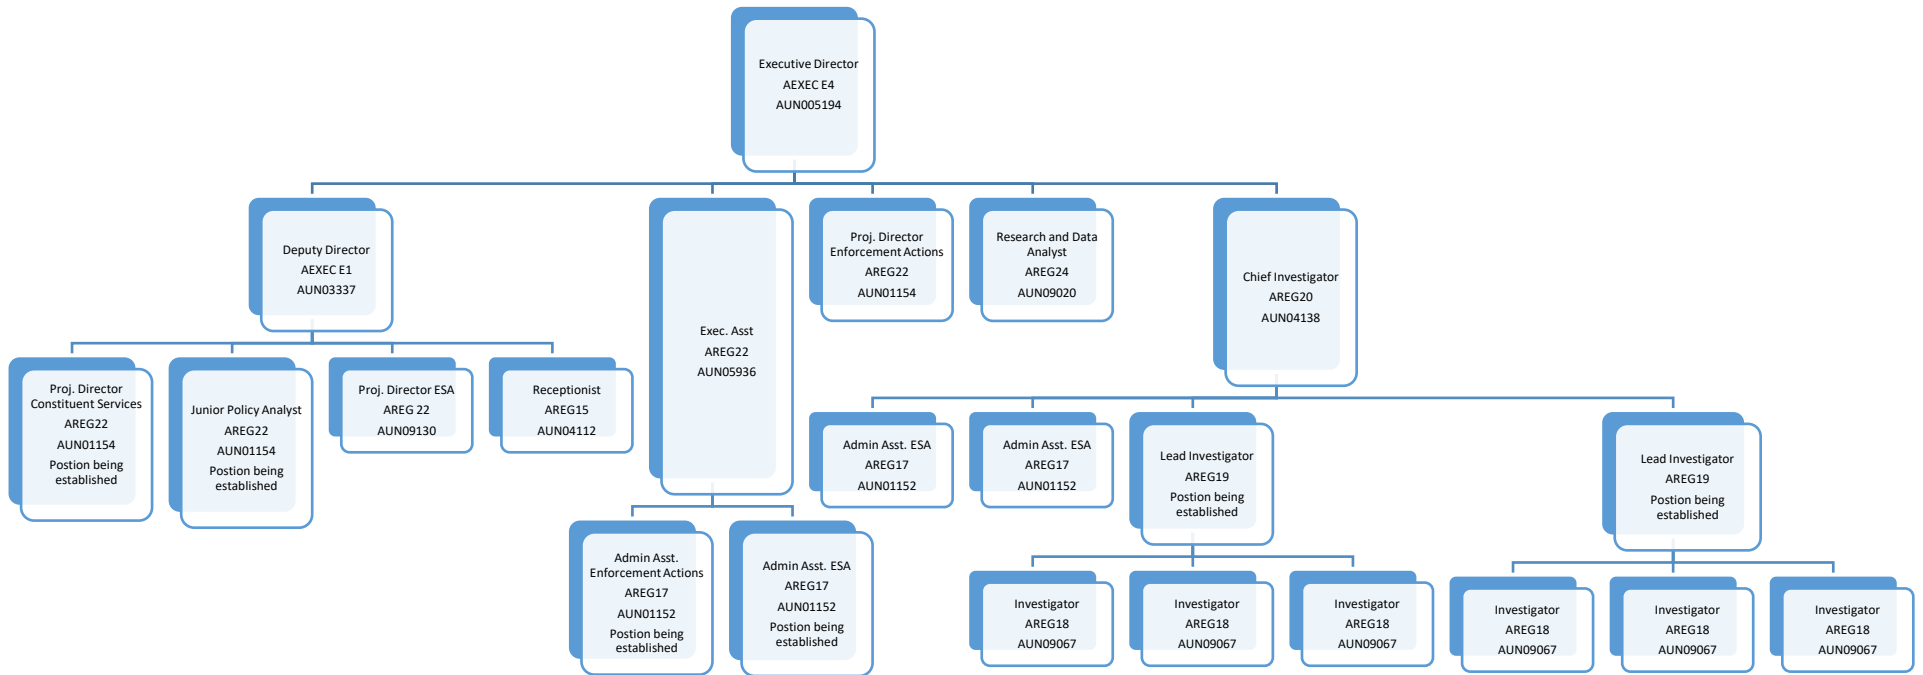 Executive Director
AEXEC E4
AUN005194
Deputy Director
AEXEC E1
AUN03337
Exec. Asst
AREG22
AUN05936
Proj. Director
Enforcement Actions
AREG22
AUN01154
Research and Data
Analyst
AREG24
AUN09020
Chief Investigator
AREG20
AUN04138
Proj. Director
Constituent Services
AREG22
AUN01154
Postion being
established
Junior Policy Analyst
AREG22
AUN01154
Postion being
established
Proj. Director ESA
AREG 22
AUN09130
Receptionist
AREG15
AUN04112
Admin Asst.
Enforcement Actions
AREG17
AUN01152
Postion being
established
Admin Asst. ESA
AREG17
AUN01152
Postion being
established
Admin Asst. ESA
AREG17
AUN01152
Admin Asst. ESA
AREG17
AUN01152
Lead Investigator
AREG19
Postion being
established
Lead Investigator
AREG19
Postion being
established
Investigator
AREG18
AUN09067
Investigator
AREG18
AUN09067
Investigator
AREG18
AUN09067
Investigator
AREG18
AUN09067
Investigator
AREG18
AUN09067
Investigator
AREG18
AUN09067